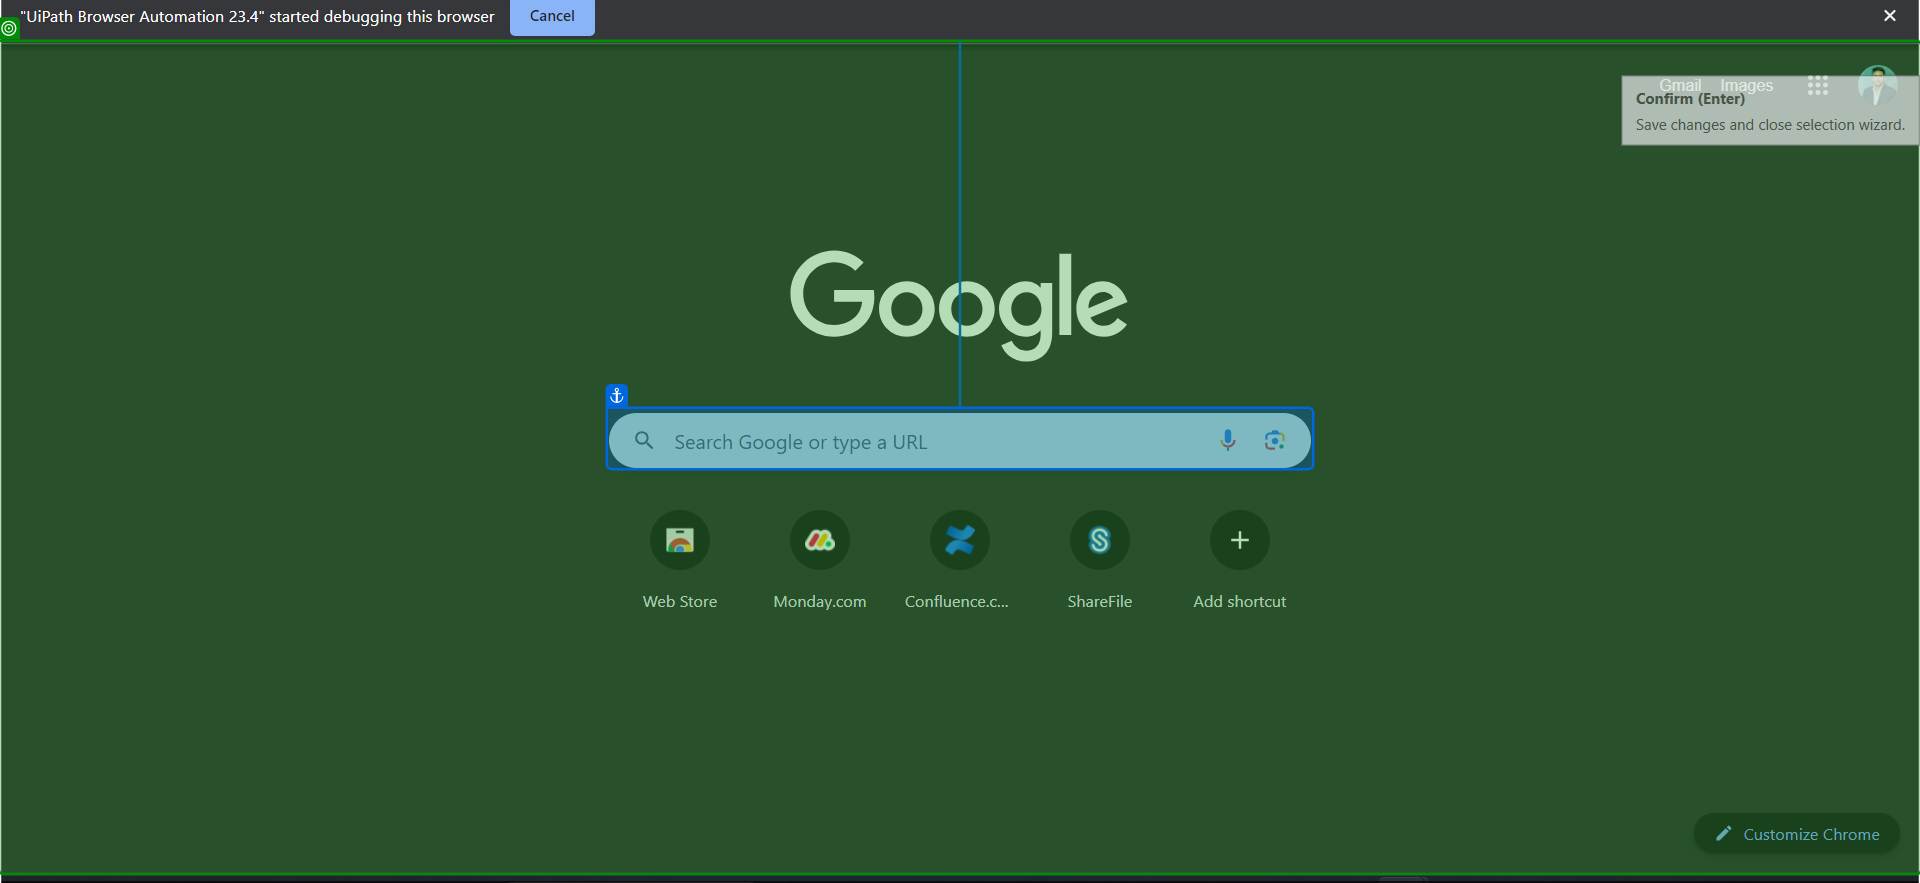 "UiPath Browser Automation 23.4" started debugging this browser
Cancel
Gmail
Images
Confirm (Enter)
Save changes and close selection wizard.
Google
Search Google or type a URL
Web Store
Monday.com
Confluence.c...
ShareFile
Add shortcut
Customize Chrome